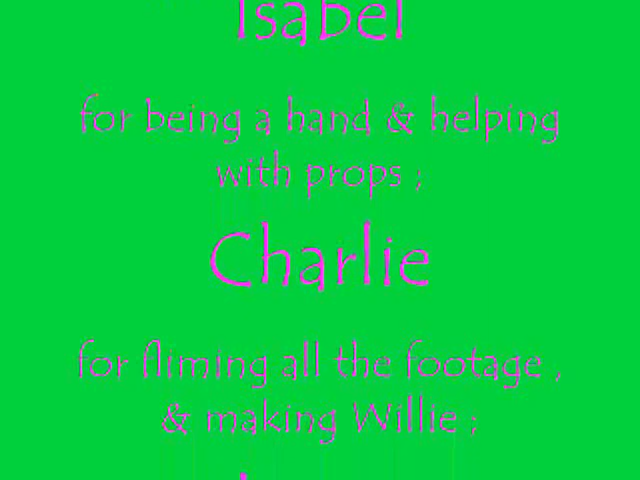 Isabel
for being a hand & helping
with props ;
Charlie
for fliming all the footage ,
& making Willie ;